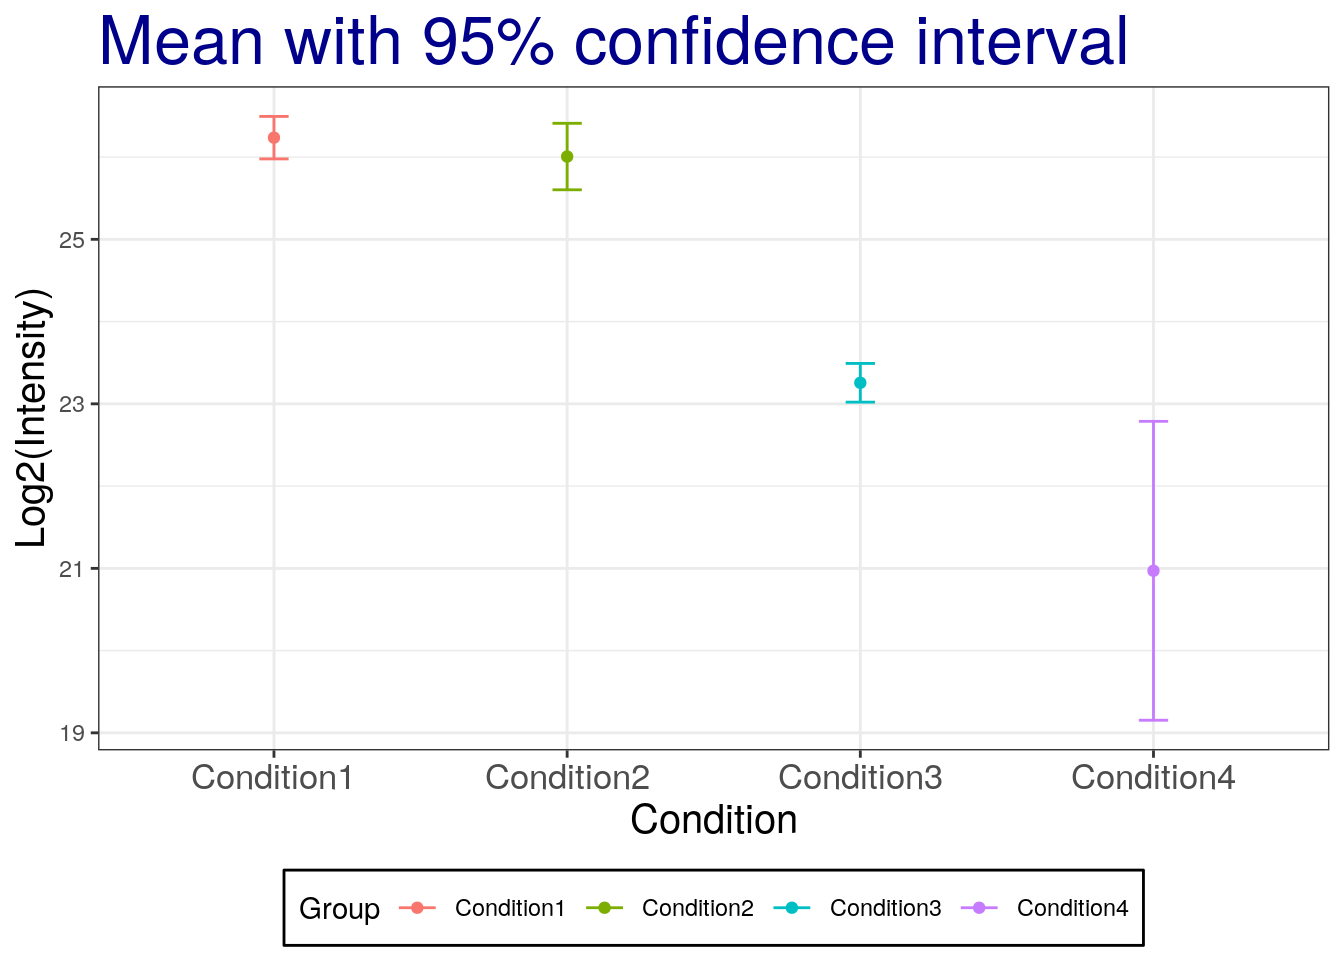 Mean with 95% confidence interval
Log2(Intensity)
25
23
21
19
Condition1 Condition2 Condition3 Condition4
Condition
Group Condition1 Condition2 Condition3 Condition4